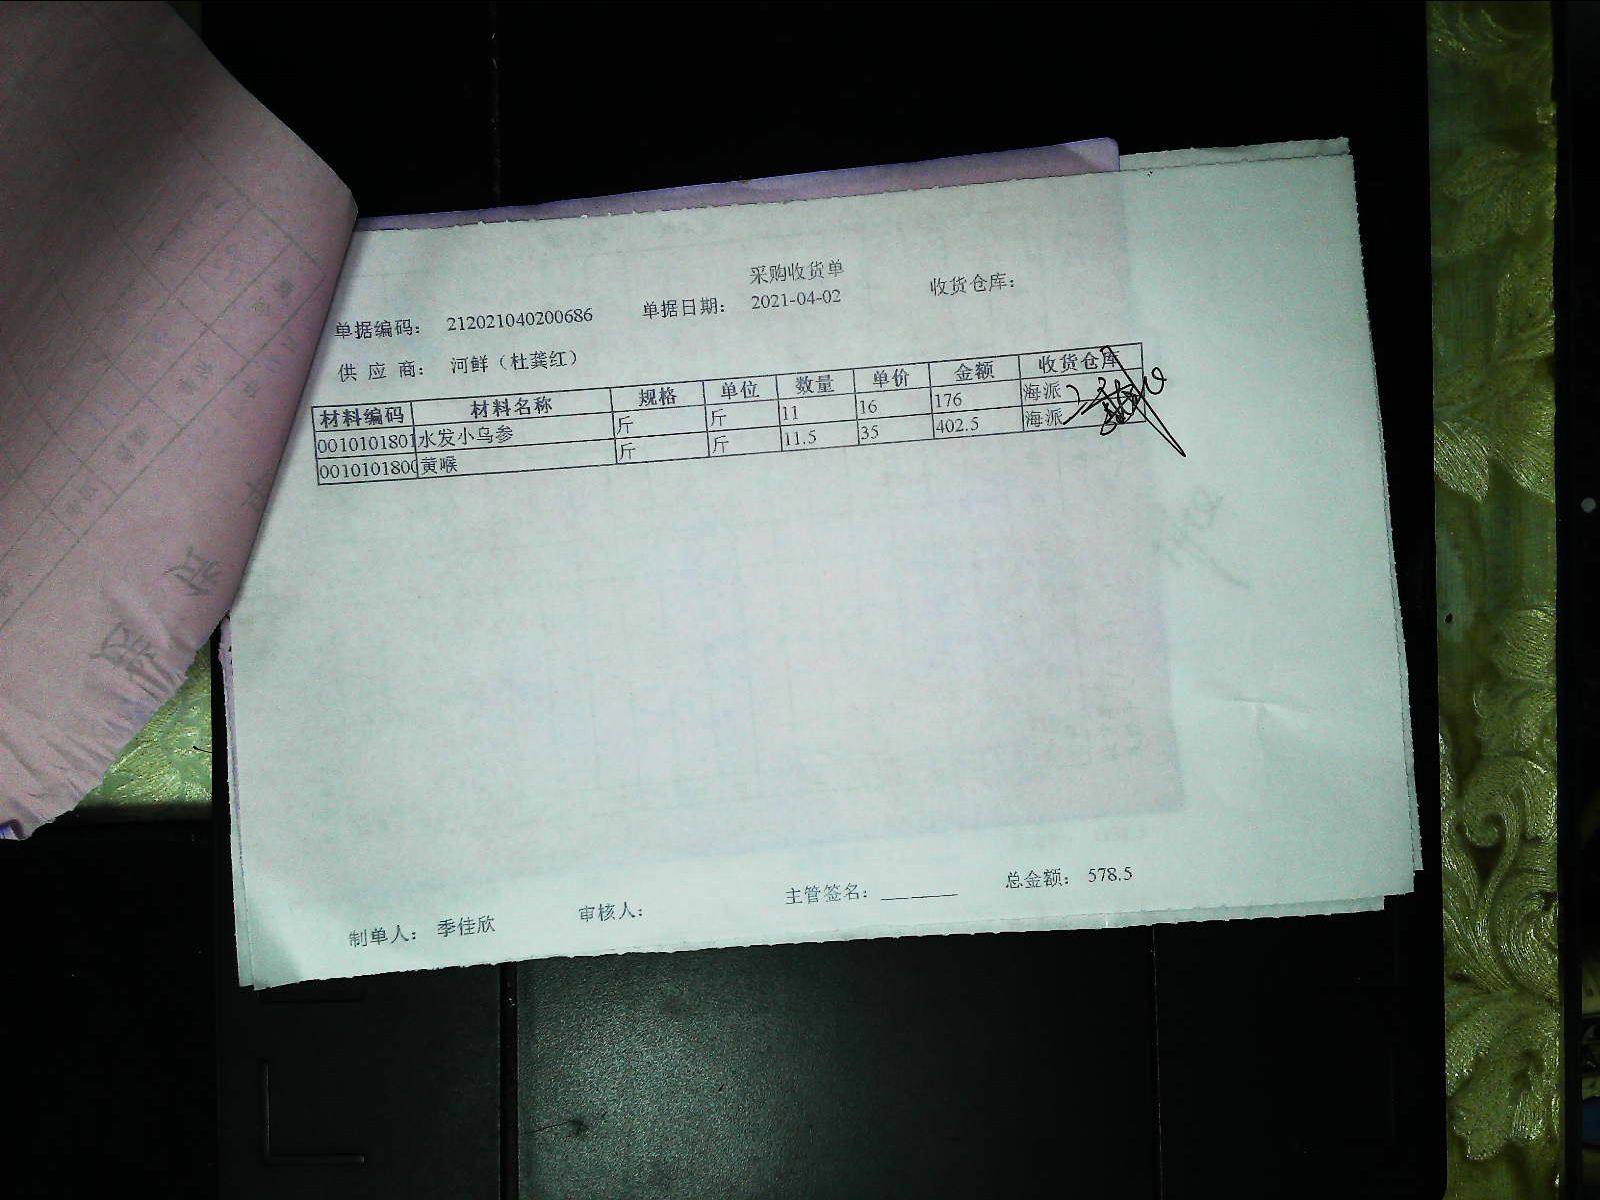 采购收货单
单据编码： 212021040200686 单据日期： 2021-04-02 收货仓库：
供 应 商： 河鲜（杜龚红）
材料编码 材料名称 规格 单位 数量 单价 金额 收货仓库
0010101801 水发小乌参 斤 斤 11 16 176 海派
0010101800 黄喉 斤 斤 11.5 35 402.5 海派
制单人： 季佳欣 审核人： 主管签名：______ 总金额： 578.5